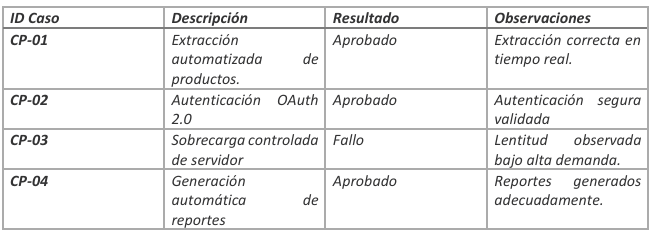 ID Caso Descripción Resultado Observaciones
CP-01 Extracción Aprobado Extracción correcta en
automatizada de tiempo real.
productos.
CP-02 Autenticación OAuth Aprobado Autenticación segura
2.0 validada
CP-03 Sobrecarga controlada Fallo Lentitud observada
de servidor bajo alta demanda.
CP-04 Generación Aprobado Reportes generados
automática de adecuadamente.
reportes